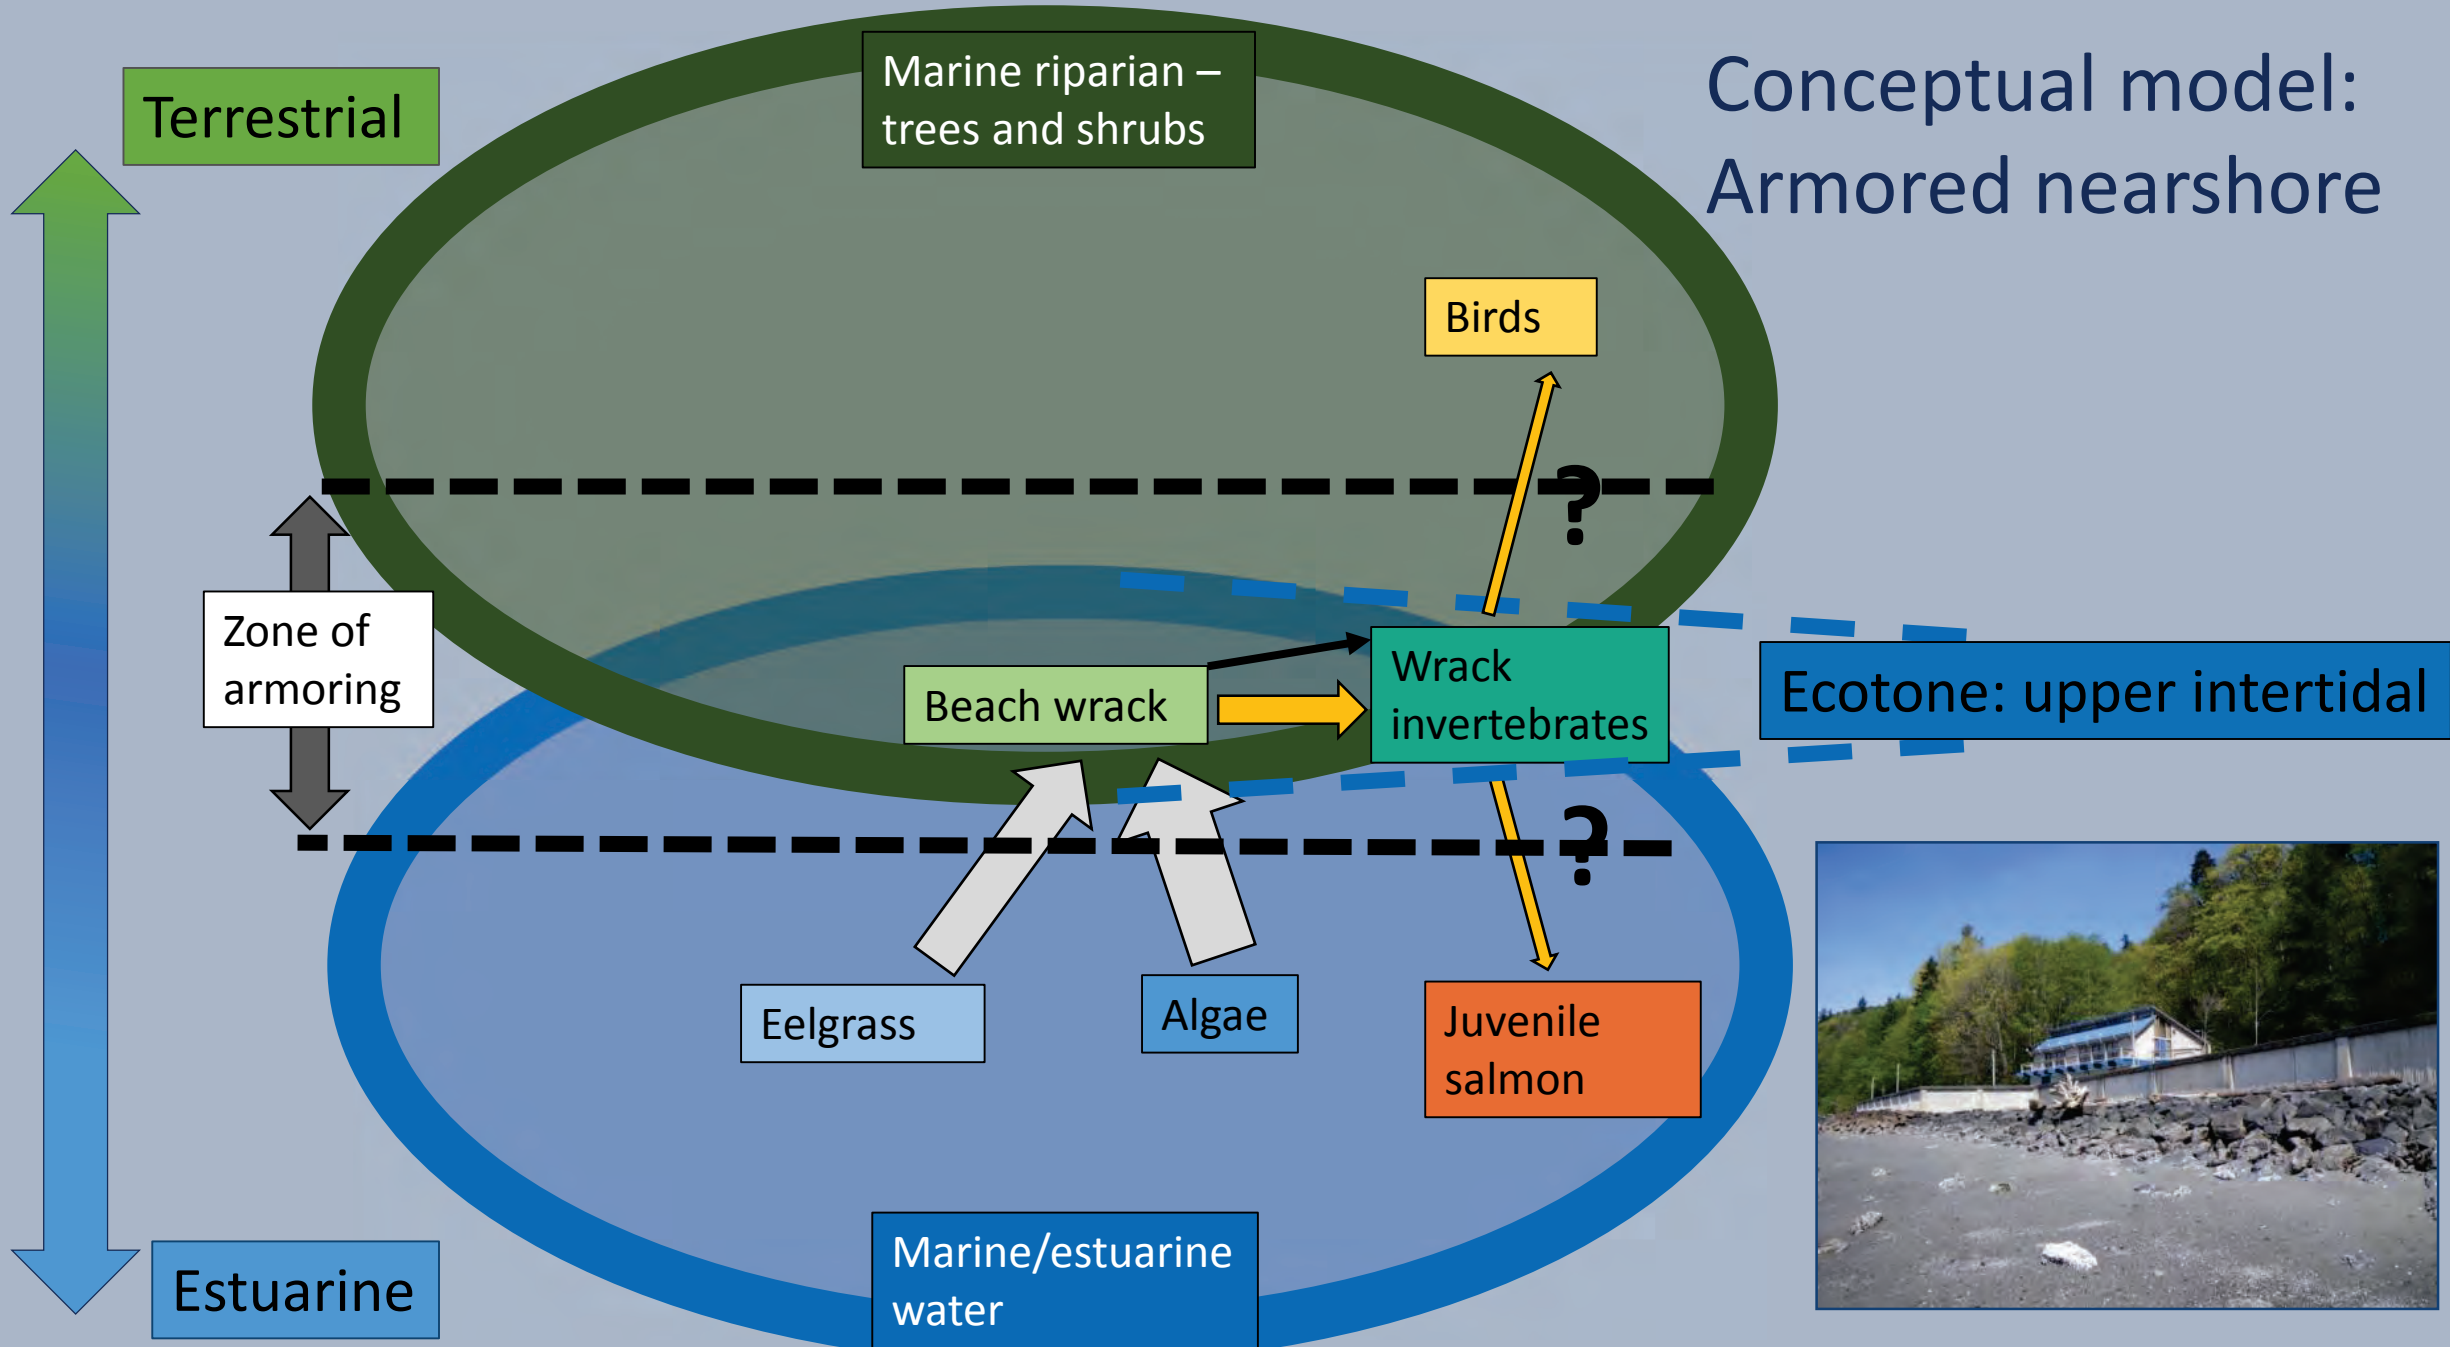 Conceptual model:
Armored nearshore
Terrestrial
Marine riparian –
trees and shrubs
Birds
?
Zone of
armoring
Beach wrack
Wrack
invertebrates
Ecotone: upper intertidal
?
Eelgrass
Algae
Juvenile
salmon
Estuarine
Marine/estuarine
water